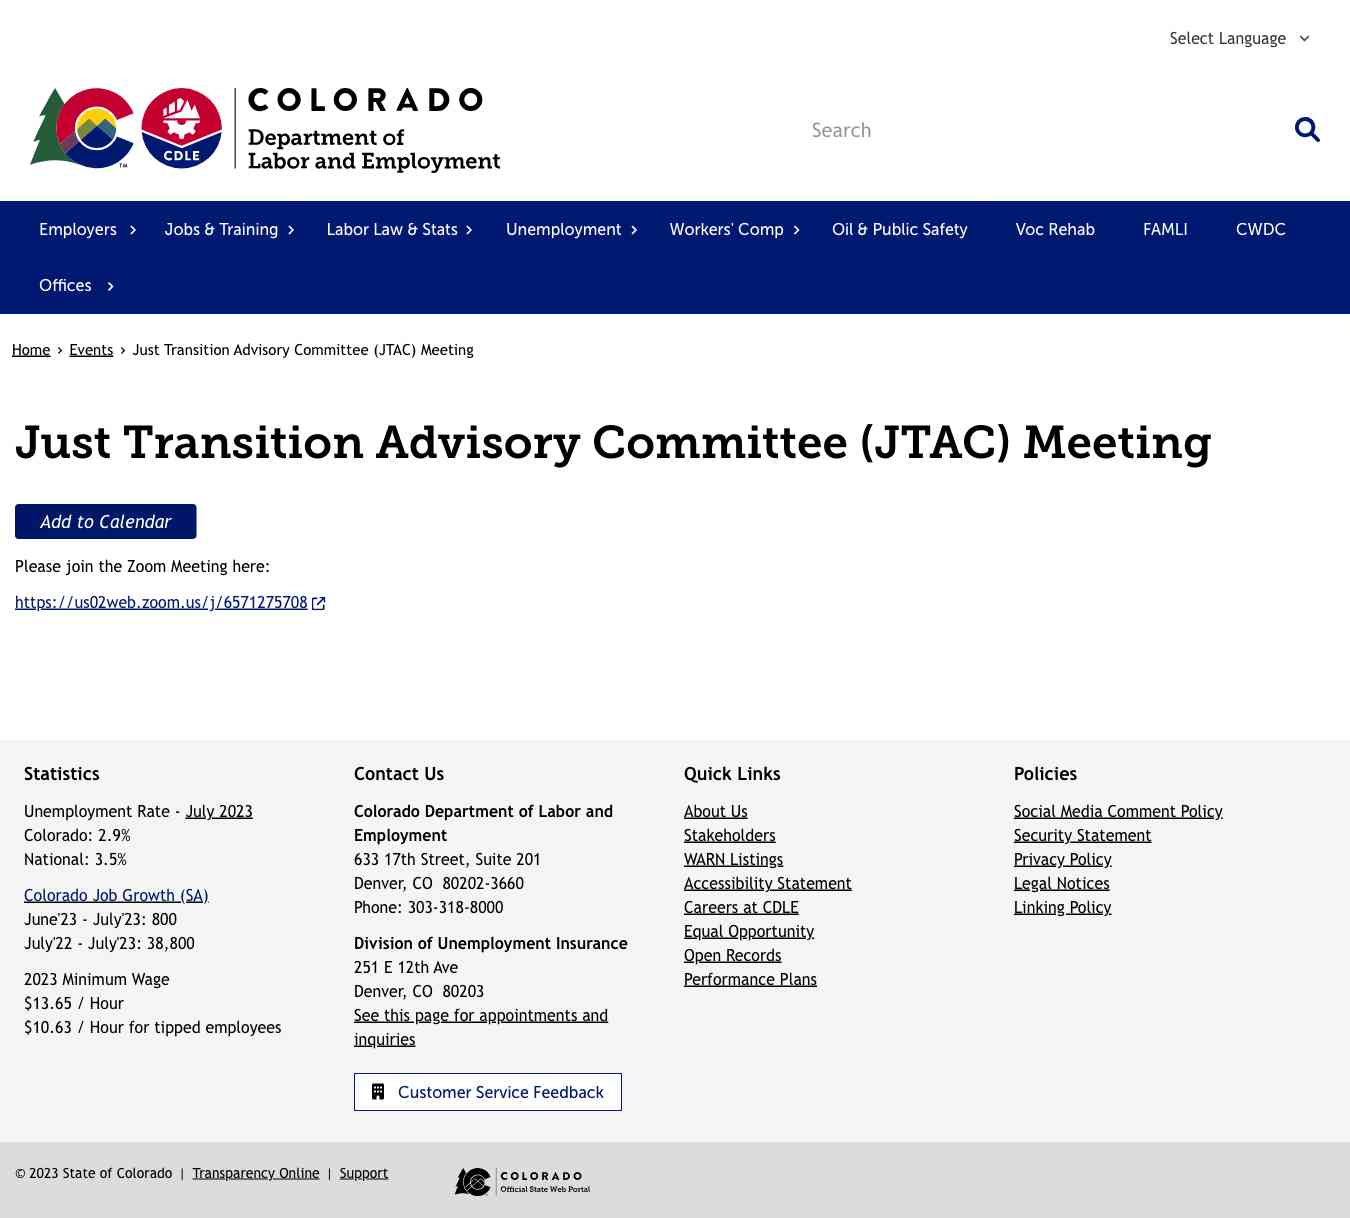 Select Language
COLORADO
Department of
Labor and Employment
CDLE
TM
Search
Employers
Jobs & Training
Labor Law & Stats
Unemployment
Workers' Comp
Oil & Public Safety
Voc Rehab
FAMLI
CWDC
Offices
Home › Events › Just Transition Advisory Committee (JTAC) Meeting
Just Transition Advisory Committee (JTAC) Meeting
Add to Calendar
Please join the Zoom Meeting here:
https://us02web.zoom.us/j/6571275708
Statistics
Unemployment Rate - July 2023
Colorado: 2.9%
National: 3.5%
Colorado Job Growth (SA)
June'23 - July'23: 800
July'22 - July'23: 38,800
2023 Minimum Wage
$13.65 / Hour
$10.63 / Hour for tipped employees
Contact Us
Colorado Department of Labor and
Employment
633 17th Street, Suite 201
Denver, CO  80202-3660
Phone: 303-318-8000
Division of Unemployment Insurance
251 E 12th Ave
Denver, CO  80203
See this page for appointments and
inquiries
Customer Service Feedback
Quick Links
About Us
Stakeholders
WARN Listings
Accessibility Statement
Careers at CDLE
Equal Opportunity
Open Records
Performance Plans
Policies
Social Media Comment Policy
Security Statement
Privacy Policy
Legal Notices
Linking Policy
© 2023 State of Colorado | Transparency Online | Support
COLORADO
Official State Web Portal